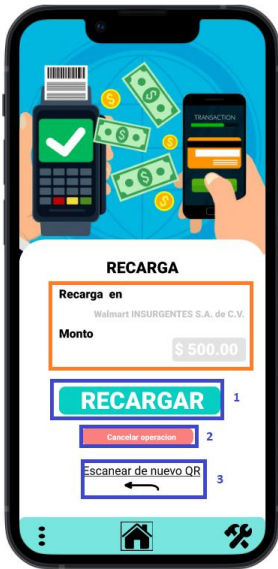 TRANSACTION
RECARGA
Recarga en
Walmart INSURGENTES S.A. de C.V.
Monto
$ 500.00
RECARGAR
1
Cancelar operacion
2
Escanear de nuevo QR
3